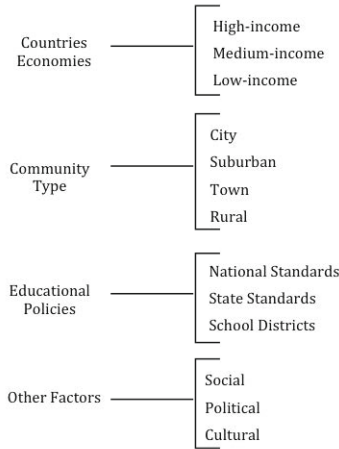 Countries
Economies
High-income
Medium-income
Low-income
Community
Type
City
Suburban
Town
Rural
Educational
Policies
National Standards
State Standards
School Districts
Other Factors
Social
Political
Cultural